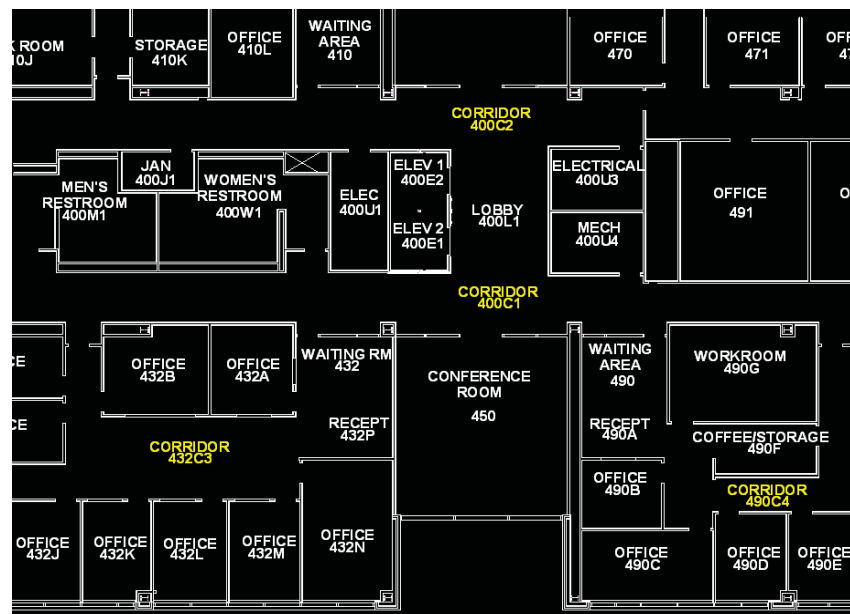 OFFICE
410L
WAITING
AREA
410
K ROOM
STORAGE
410K
OFFICE
470
OFFICE
471
CORRIDOR
400C2
JAN
400J1
MEN'S
RESTROOM
400M1
WOMEN'S
RESTROOM
400W1
ELEC
400U1
ELEV 1
400E2
ELEV 2
400E1
LOBBY
400L1
ELECTRICAL
400U3
MECH
400U4
OFFICE
491
CORRIDOR
400C1
OFFICE
432B
OFFICE
432A
WAITING RM
432
RECEPT
432P
CONFERENCE
ROOM
450
WAITING
AREA
490
RECEPT
490A
WORKROOM
490G
COFFEE/STORAGE
490F
CORRIDOR
432C3
OFFICE
490B
CORRIDOR
490C4
OFFICE
432J
OFFICE
432K
OFFICE
432L
OFFICE
432M
OFFICE
432N
OFFICE
490C
OFFICE
490D
OFFICE
490E